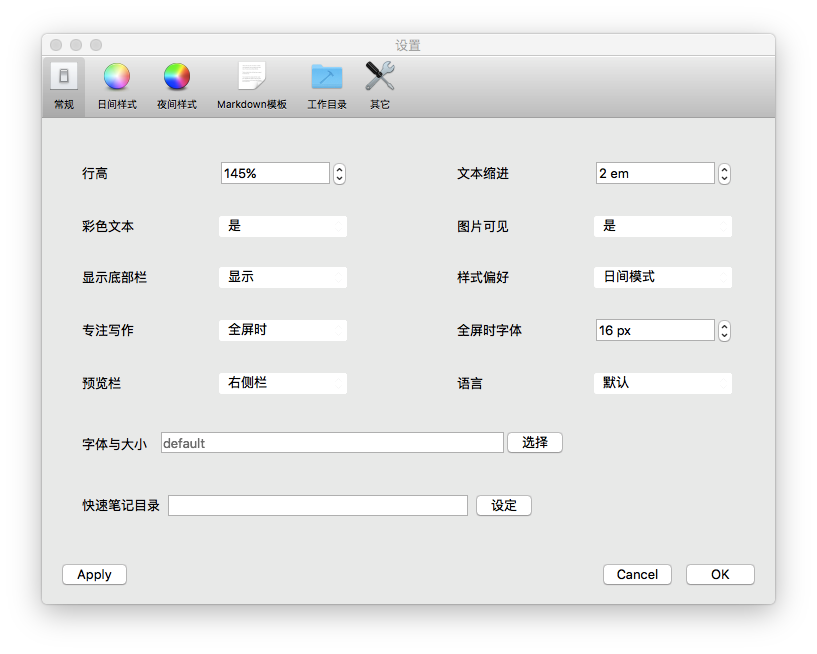 设置
常规 日间样式 夜间样式 Markdown模板 工作目录 其它
行高 145% 文本缩进 2 em
彩色文本 是 图片可见 是
显示底部栏 显示 样式偏好 日间模式
专注写作 全屏时 全屏时字体 16 px
预览栏 右侧栏 语言 默认
字体与大小 default 选择
快速笔记目录 设定
Apply Cancel OK